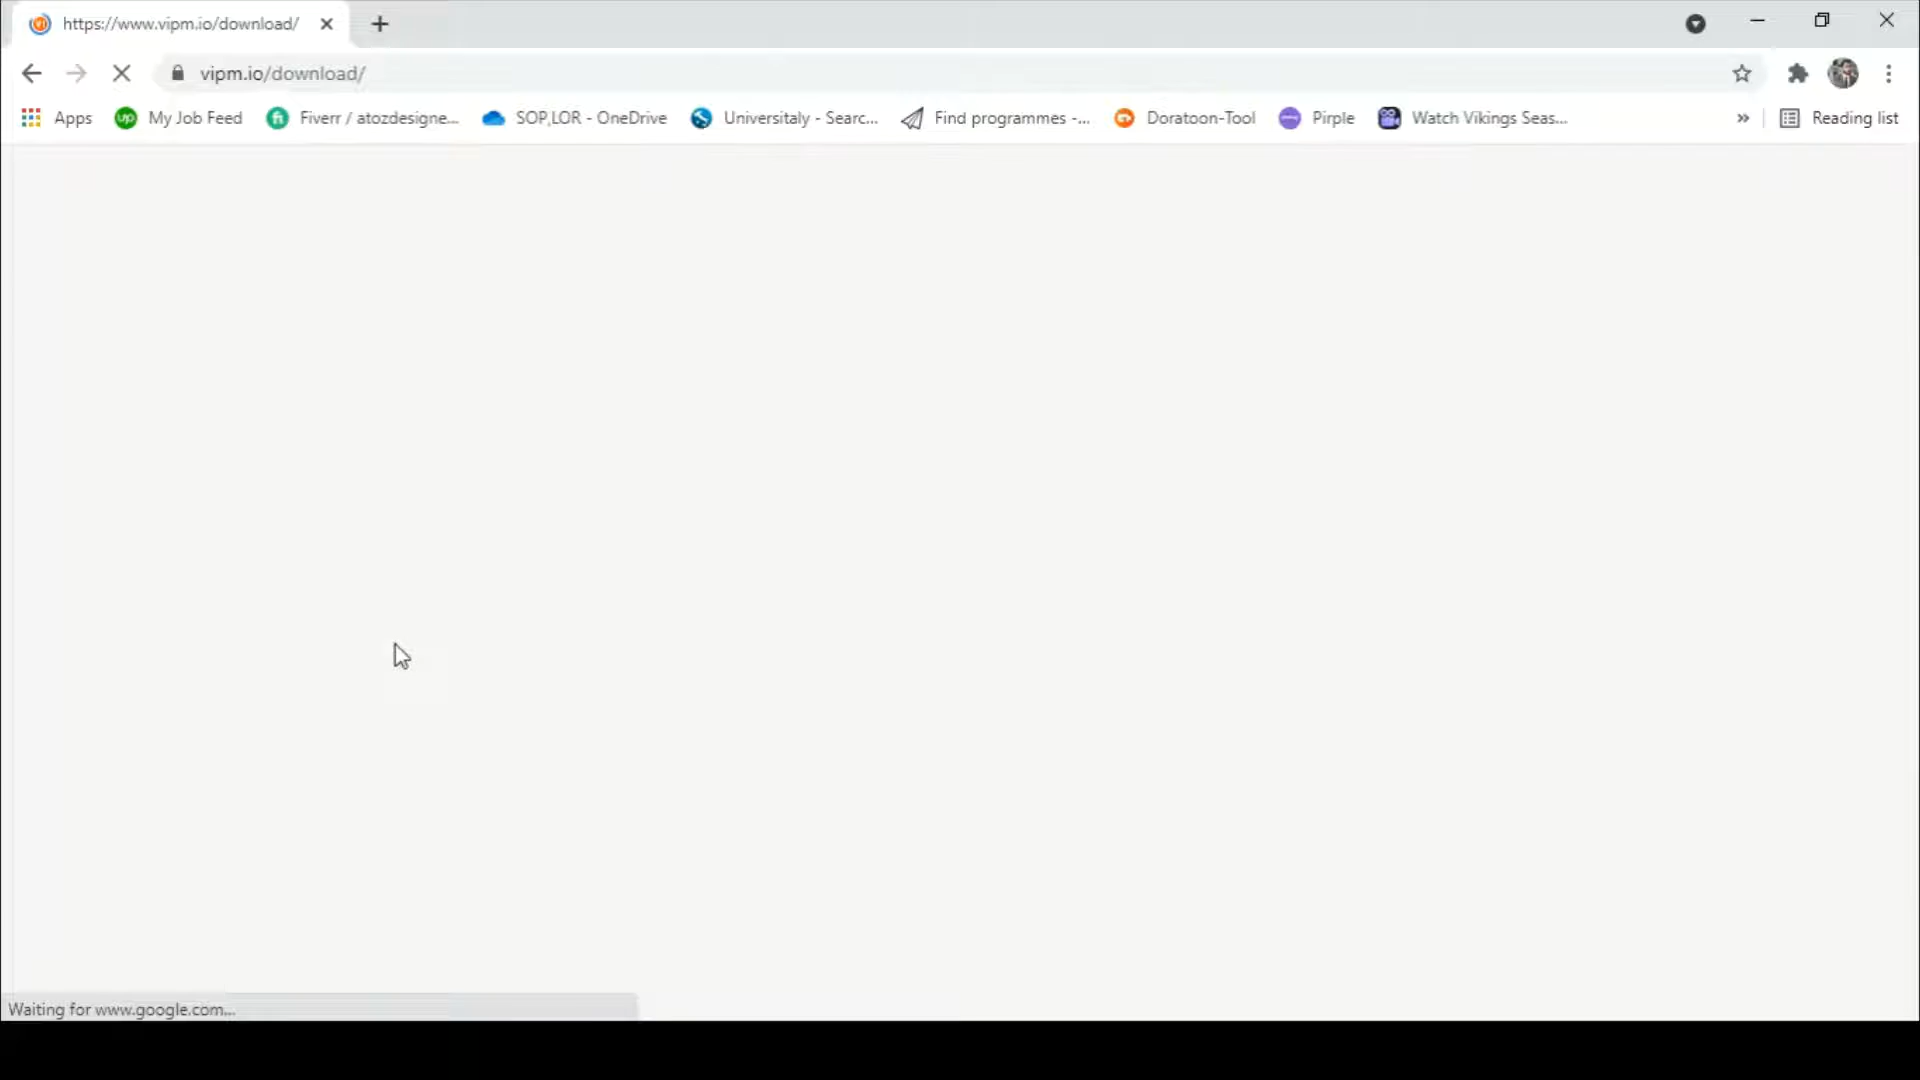 https://www.vipm.io/download/
vipm.io/download/
Apps My Job Feed Fiverr / atozdesigne... SOP,LOR - OneDrive Universitaly - Searc... Find programmes -... Doratoon-Tool Pirple Watch Vikings Seas... » Reading list
Waiting for www.google.com...